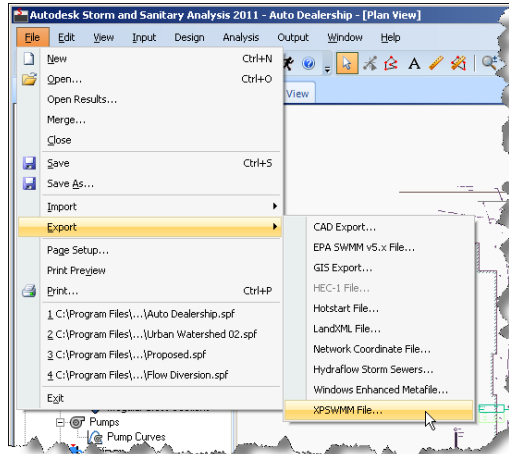 Autodesk Storm and Sanitary Analysis 2011 - Auto Dealership - [Plan View]
File Edit View Input Design Analysis Output Window Help
New Ctrl+N
Open... Ctrl+O
View
Open Results...
Merge...
Close
Save Ctrl+S
Save As...
Import
Export
CAD Export...
EPA SWMM v5.x File...
GIS Export...
HEC-1 File...
Hotstart File...
LandXML File...
Network Coordinate File...
Hydraflow Storm Sewers...
Windows Enhanced Metafile...
XPSWMM File...
Page Setup...
Print Preview
Print... Ctrl+P
1 C:\Program Files\...\Auto Dealership.spf
2 C:\Program Files\...\Urban Watershed 02.spf
3 C:\Program Files\...\Proposed.spf
4 C:\Program Files\...\Flow Diversion.spf
Exit
Pumps
Pump Curves